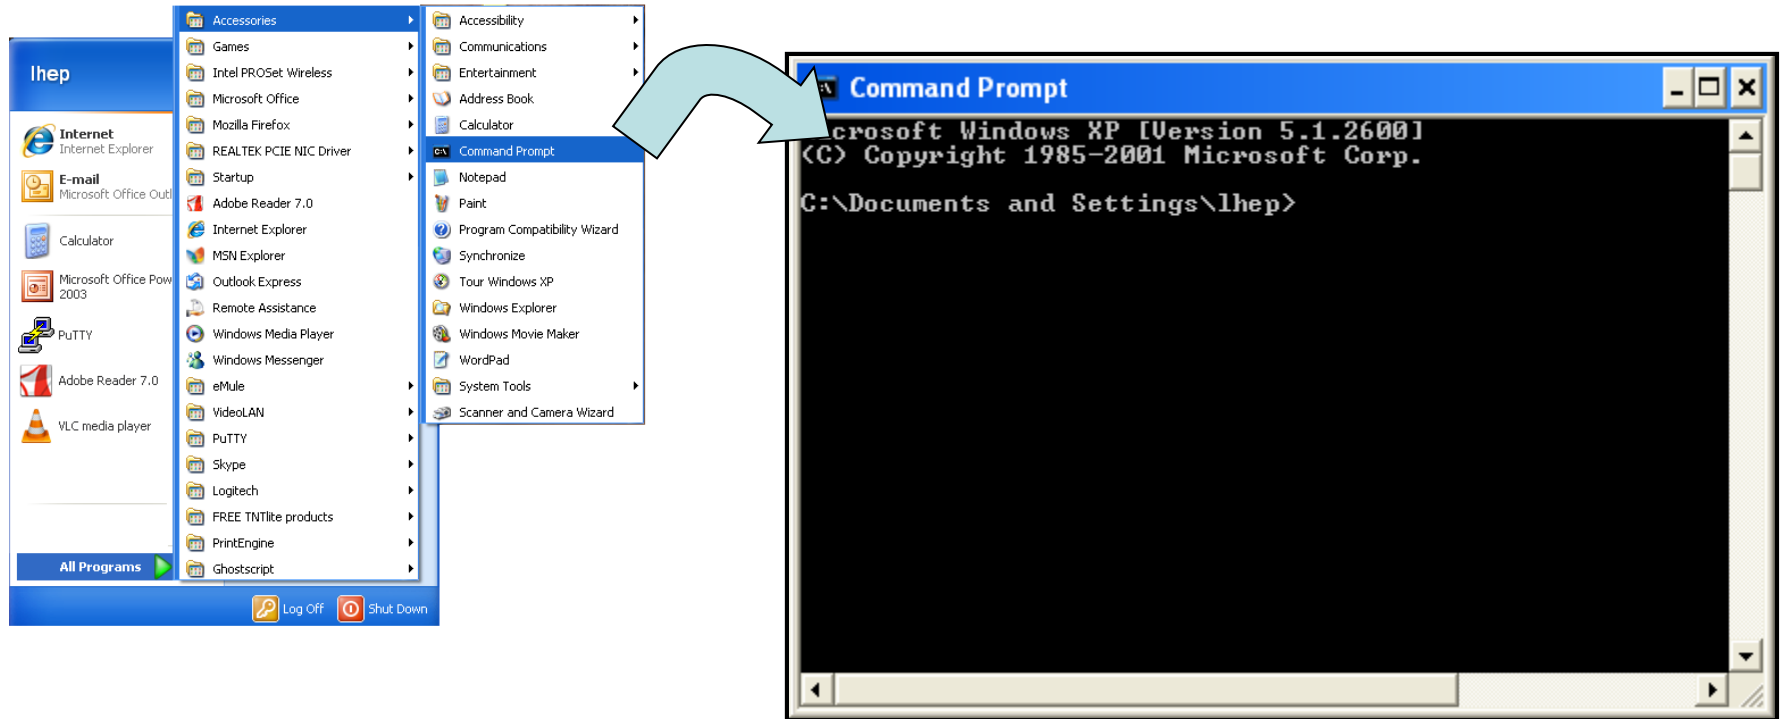 lhep
Internet
Internet Explorer
E-mail
Microsoft Office Outl
Calculator
Microsoft Office Pow
2003
PuTTY
Adobe Reader 7.0
VLC media player
All Programs
Log Off
Shut Down
Accessories
Games
Intel PROSet Wireless
Microsoft Office
Mozilla Firefox
REALTEK PCIE NIC Driver
Startup
Adobe Reader 7.0
Internet Explorer
MSN Explorer
Outlook Express
Remote Assistance
Windows Media Player
Windows Messenger
eMule
VideoLAN
PuTTY
Skype
Logitech
FREE TNTlite products
PrintEngine
Ghostscript
Accessibility
Communications
Entertainment
Address Book
Calculator
Command Prompt
Notepad
Paint
Program Compatibility Wizard
Synchronize
Tour Windows XP
Windows Explorer
Windows Movie Maker
WordPad
System Tools
Scanner and Camera Wizard
Command Prompt
crosoft Windows XP [Version 5.1.2600]
(C) Copyright 1985-2001 Microsoft Corp.
C:\Documents and Settings\lhep>